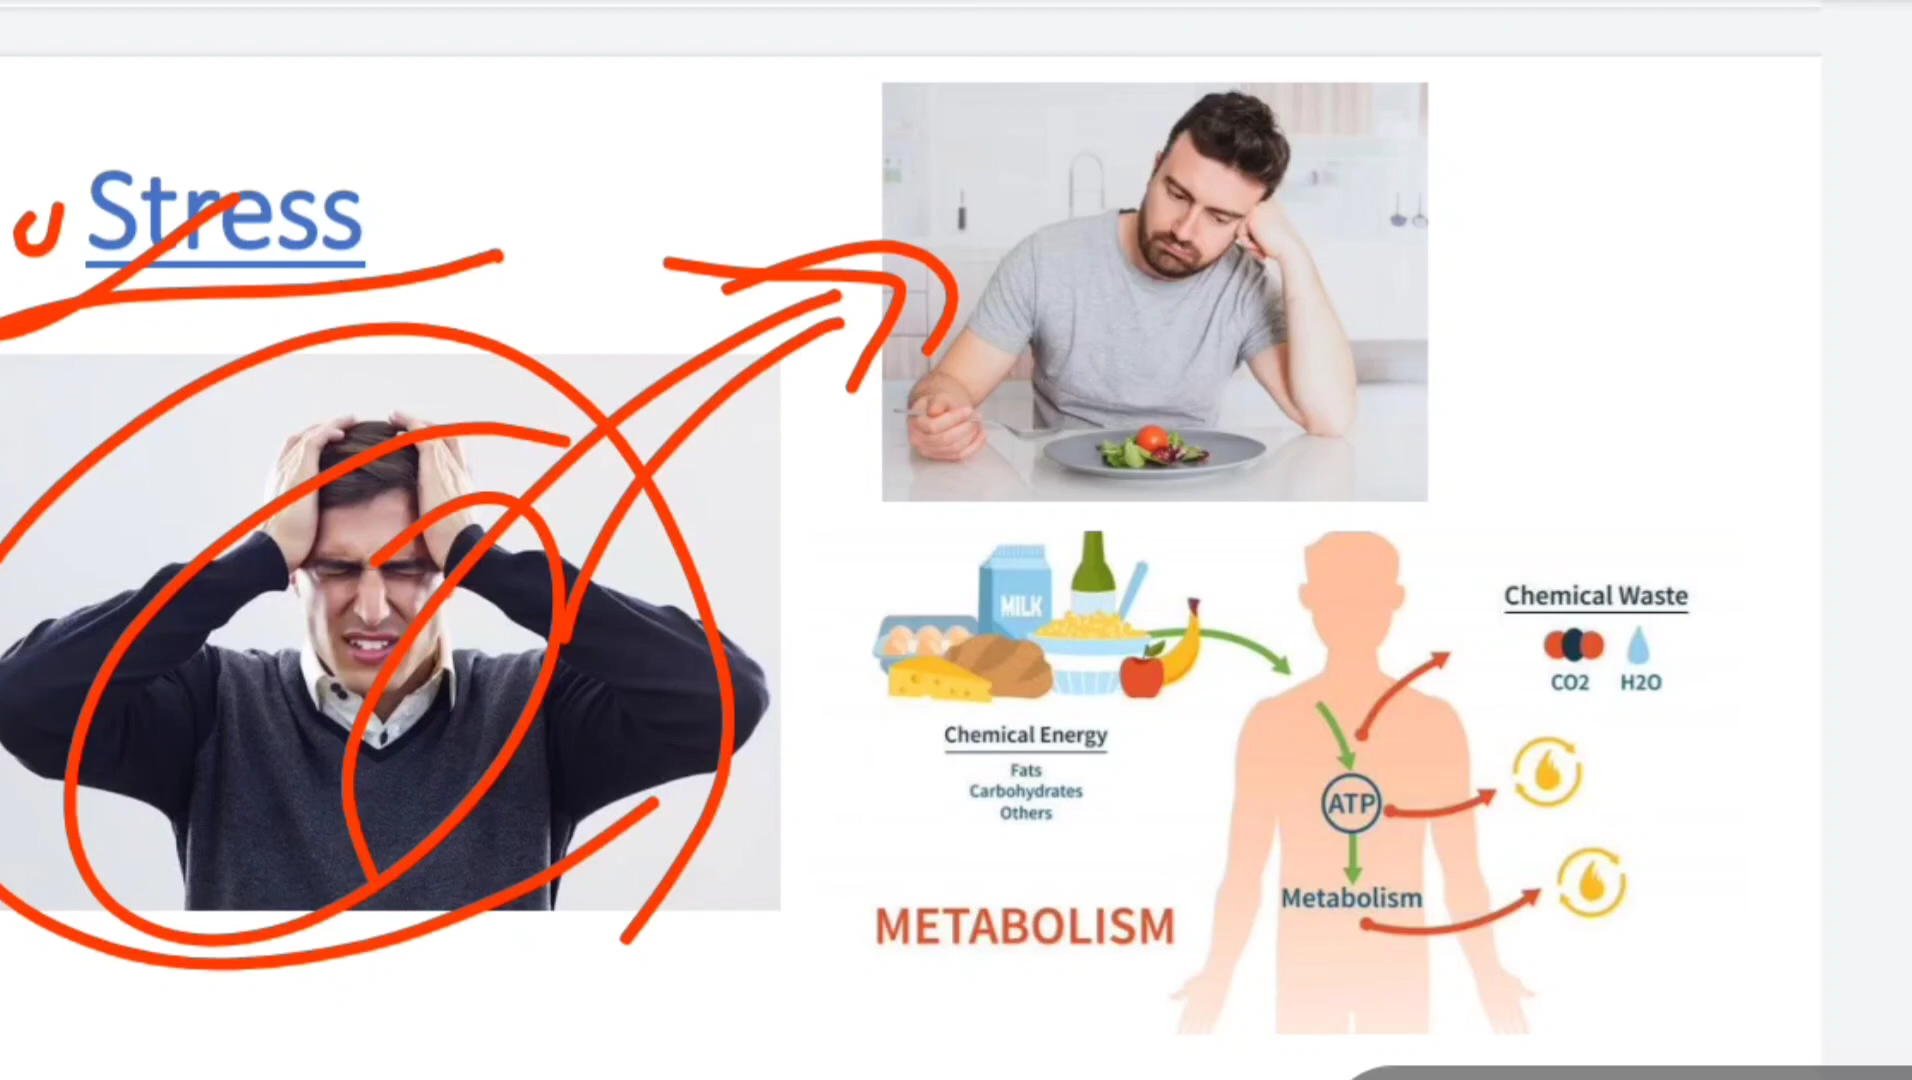 Stress
MILK
Chemical Waste
CO2 H2O
Chemical Energy
Fats
Carbohydrates
Others
ATP
Metabolism
METABOLISM